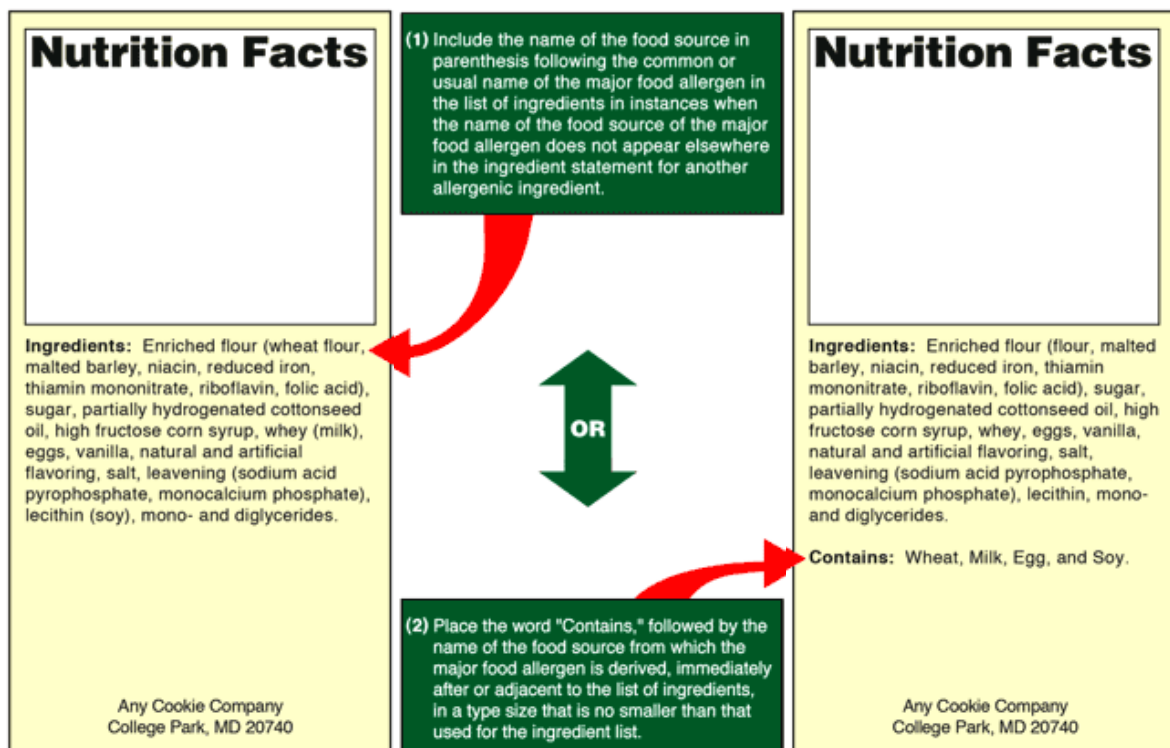 Nutrition Facts
Ingredients: Enriched flour (wheat flour,
malted barley, niacin, reduced iron,
thiamin mononitrate, riboflavin, folic acid),
sugar, partially hydrogenated cottonseed
oil, high fructose corn syrup, whey (milk),
eggs, vanilla, natural and artificial
flavoring, salt, leavening (sodium acid
pyrophosphate, monocalcium phosphate),
lecithin (soy), mono- and diglycerides.
Any Cookie Company
College Park, MD 20740
(1) Include the name of the food source in
parenthesis following the common or
usual name of the major food allergen in
the list of ingredients in instances when
the name of the food source of the major
food allergen does not appear elsewhere
in the ingredient statement for another
allergenic ingredient.
OR
(2) Place the word "Contains," followed by the
name of the food source from which the
major food allergen is derived, immediately
after or adjacent to the list of ingredients,
in a type size that is no smaller than that
used for the ingredient list.
Nutrition Facts
Ingredients: Enriched flour (flour, malted
barley, niacin, reduced iron, thiamin
mononitrate, riboflavin, folic acid), sugar,
partially hydrogenated cottonseed oil, high
fructose corn syrup, whey, eggs, vanilla,
natural and artificial flavoring, salt,
leavening (sodium acid pyrophosphate,
monocalcium phosphate), lecithin, mono-
and diglycerides.
Contains: Wheat, Milk, Egg, and Soy.
Any Cookie Company
College Park, MD 20740